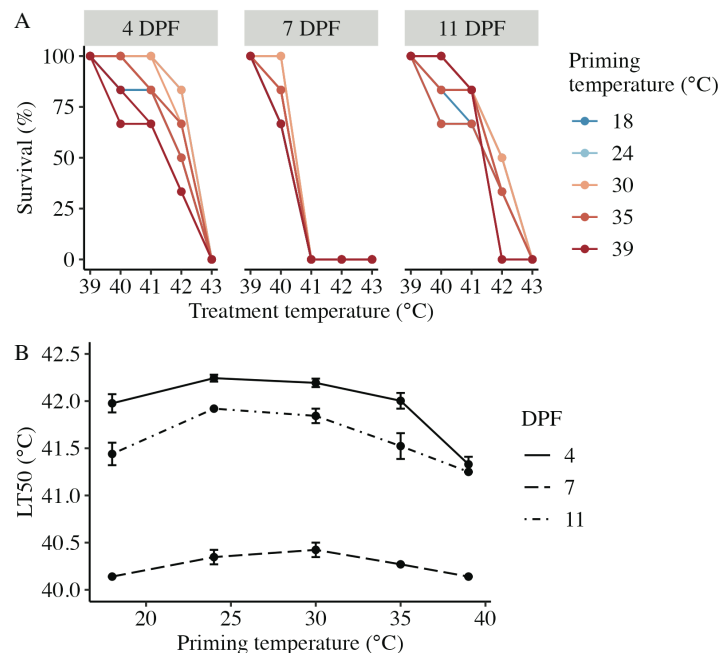 A
4 DPF 7 DPF 11 DPF
100
75
50
25
0
Survival (%)
39 40 41 42 43 39 40 41 42 43 39 40 41 42 43
Treatment temperature (°C)
Priming
temperature (°C)
18
24
30
35
39
B
42.5
42.0
41.5
41.0
40.5
40.0
LT50 (°C)
20 25 30 35 40
Priming temperature (°C)
DPF
4
7
11